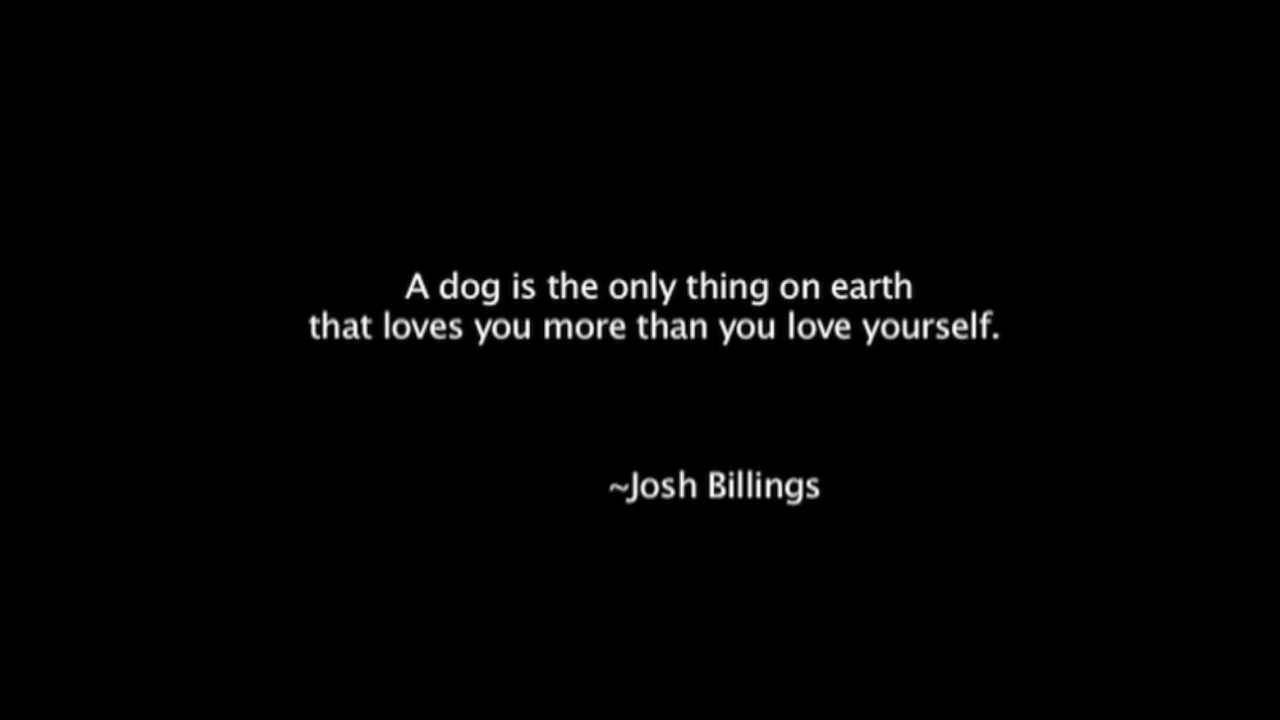 A dog is the only thing on earth
that loves you more than you love yourself.
~Josh Billings